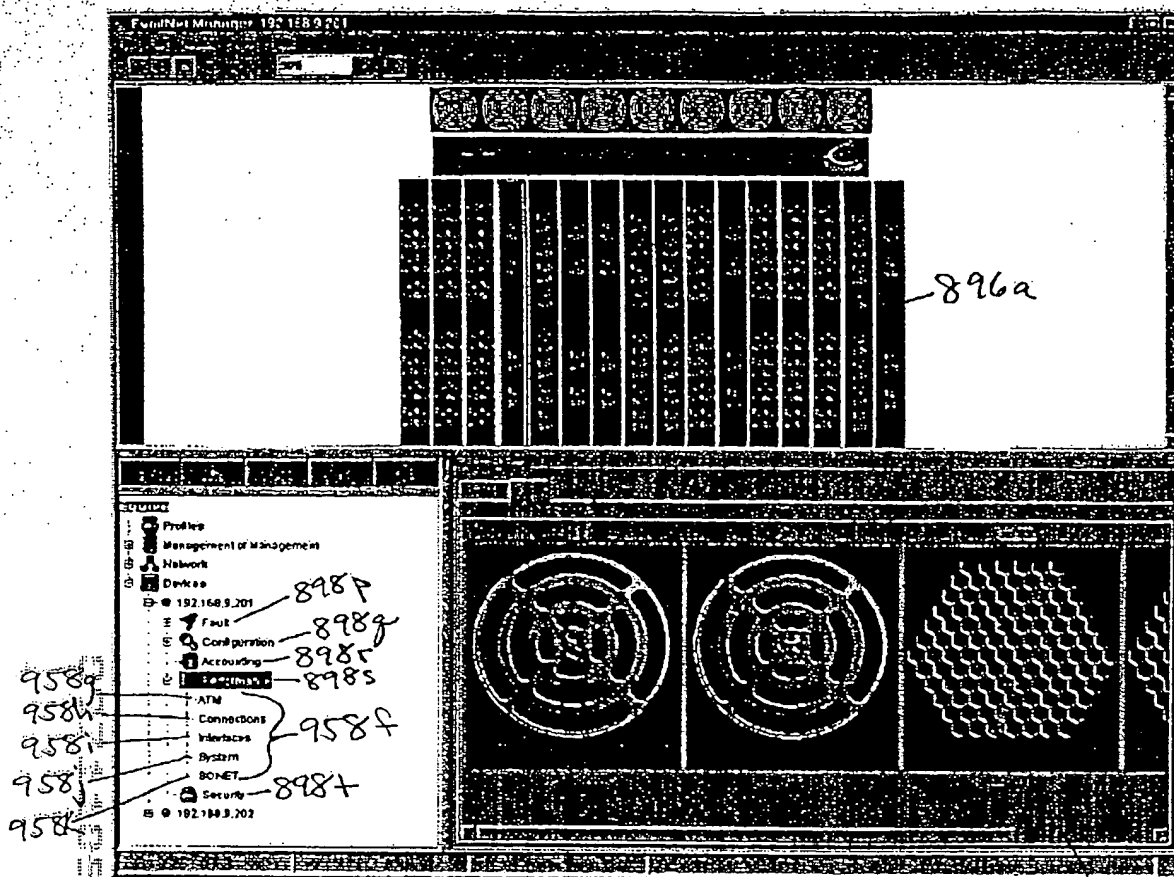 Manager 192.168.9.201
896a
Profiles
Management of Management
Network
Devices
192.168.9.201
898p
Fault
898q
Configuration
898r
Accounting
898s
958g
ATM
958h
Connections
958f
958i
Interfaces
958j
System
958k
SONET
898t
Security
192.168.9.202